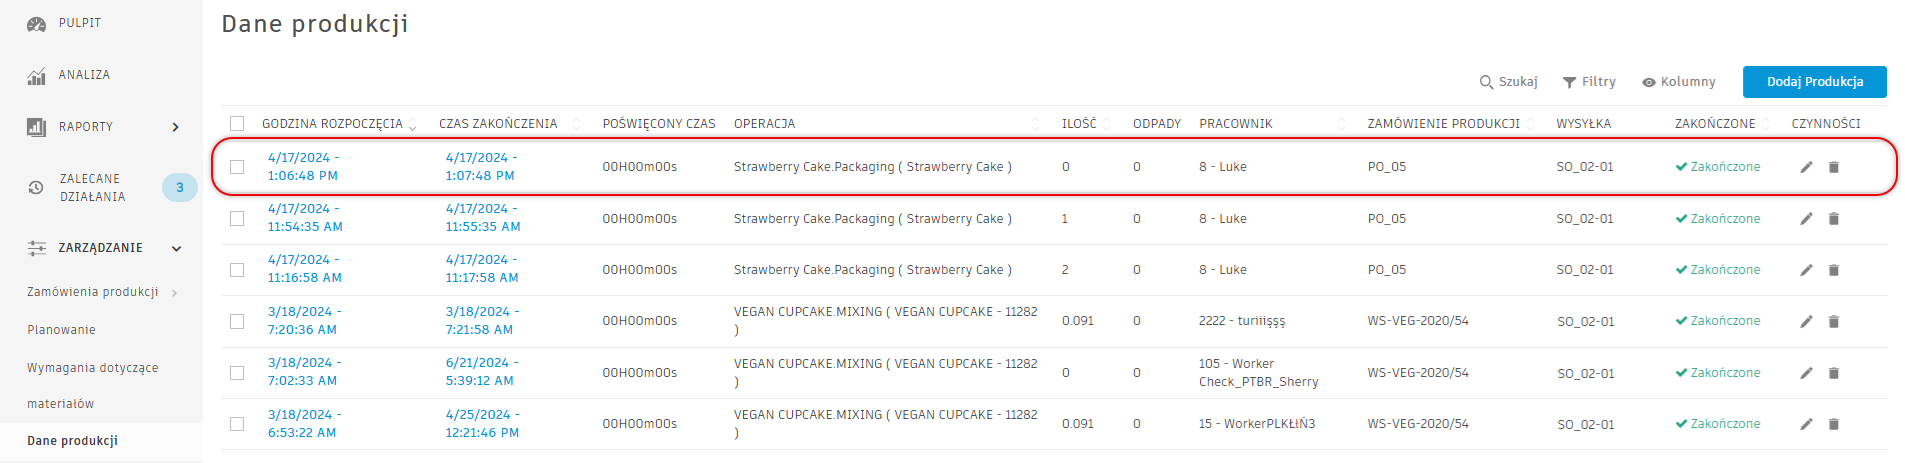 PULPIT
ANALIZA
RAPORTY
ZALECANE
DZIAŁANIA
3
ZARZĄDZANIE
Zamówienia produkcji
Planowanie
Wymagania dotyczące
materiałów
Dane produkcji
Dane produkcji
Szukaj Filtry Kolumny Dodaj Produkcja
GODZINA ROZPOCZĘCIA CZAS ZAKOŃCZENIA POŚWIĘCONY CZAS OPERACJA ILOŚĆ ODPADY PRACOWNIK ZAMÓWIENIE PRODUKCJI WYSYŁKA ZAKOŃCZONE CZYNNOŚCI
4/17/2024 - 4/17/2024 -
1:06:48 PM 1:07:48 PM 00H00m00s Strawberry Cake.Packaging ( Strawberry Cake ) 0 0 8 - Luke PO_05 SO_02-01 Zakończone
4/17/2024 - 4/17/2024 -
11:54:35 AM 11:55:35 AM 00H00m00s Strawberry Cake.Packaging ( Strawberry Cake ) 1 0 8 - Luke PO_05 SO_02-01 Zakończone
4/17/2024 - 4/17/2024 -
11:16:58 AM 11:17:58 AM 00H00m00s Strawberry Cake.Packaging ( Strawberry Cake ) 2 0 8 - Luke PO_05 SO_02-01 Zakończone
3/18/2024 - 3/18/2024 - VEGAN CUPCAKE.MIXING ( VEGAN CUPCAKE - 11282
7:20:36 AM 7:21:58 AM 00H00m00s ) 0.091 0 2222 - turiiişşş WS-VEG-2020/54 SO_02-01 Zakończone
3/18/2024 - 6/21/2024 - VEGAN CUPCAKE.MIXING ( VEGAN CUPCAKE - 11282 105 - Worker
7:02:33 AM 5:39:12 AM 00H00m00s ) 0 0 Check_PTBR_Sherry WS-VEG-2020/54 SO_02-01 Zakończone
3/18/2024 - 4/25/2024 - VEGAN CUPCAKE.MIXING ( VEGAN CUPCAKE - 11282
6:53:22 AM 12:21:46 PM 00H00m00s ) 0.091 0 15 - WorkerPLKŁłŃ3 WS-VEG-2020/54 SO_02-01 Zakończone